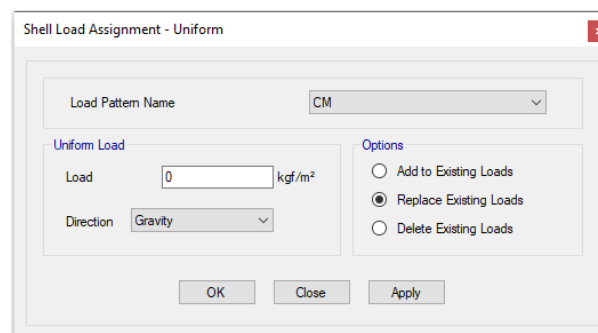 Shell Load Assignment - Uniform
Load Pattern Name
CM
Uniform Load
Load
0
kgf/m²
Direction
Gravity
Options
Add to Existing Loads
Replace Existing Loads
Delete Existing Loads
OK
Close
Apply